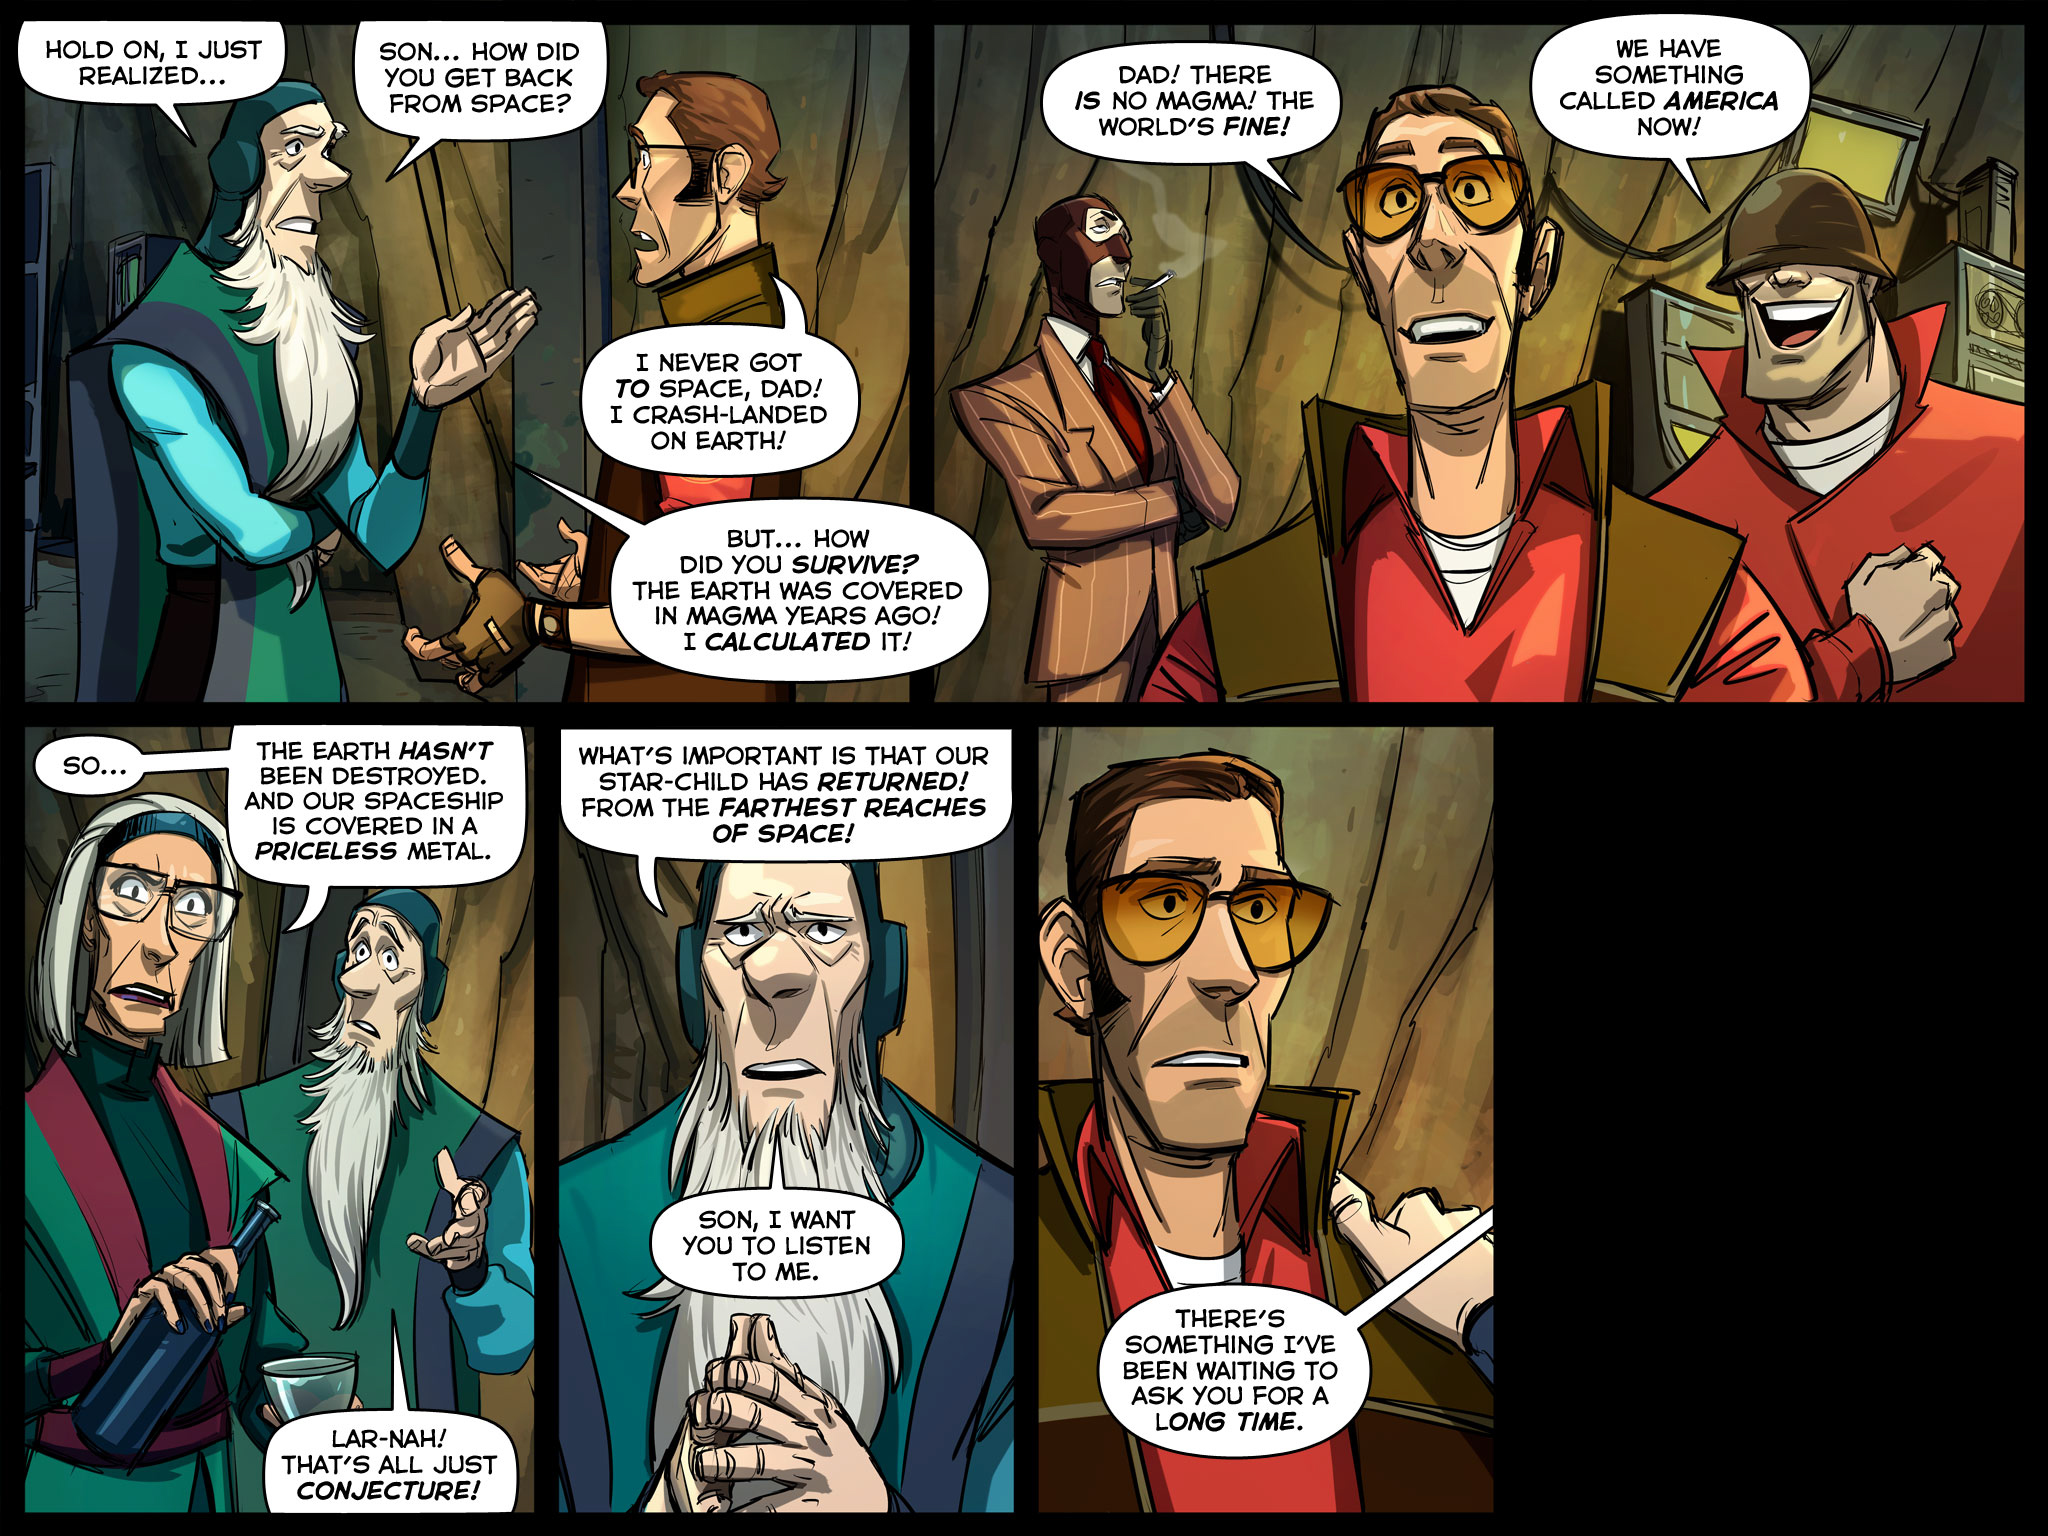 HOLD ON, I JUST
REALIZED...
SON... HOW DID
YOU GET BACK
FROM SPACE?
I NEVER GOT
TO SPACE, DAD!
I CRASH-LANDED
ON EARTH!
BUT... HOW
DID YOU SURVIVE?
THE EARTH WAS COVERED
IN MAGMA YEARS AGO!
I CALCULATED IT!
DAD! THERE
IS NO MAGMA! THE
WORLD'S FINE!
WE HAVE
SOMETHING
CALLED AMERICA
NOW!
SO...
THE EARTH HASN'T
BEEN DESTROYED.
AND OUR SPACESHIP
IS COVERED IN A
PRICELESS METAL.
LAR-NAH!
THAT'S ALL JUST
CONJECTURE!
WHAT'S IMPORTANT IS THAT OUR
STAR-CHILD HAS RETURNED!
FROM THE FARTHEST REACHES
OF SPACE!
SON, I WANT
YOU TO LISTEN
TO ME.
THERE'S
SOMETHING I'VE
BEEN WAITING TO
ASK YOU FOR A
LONG TIME.